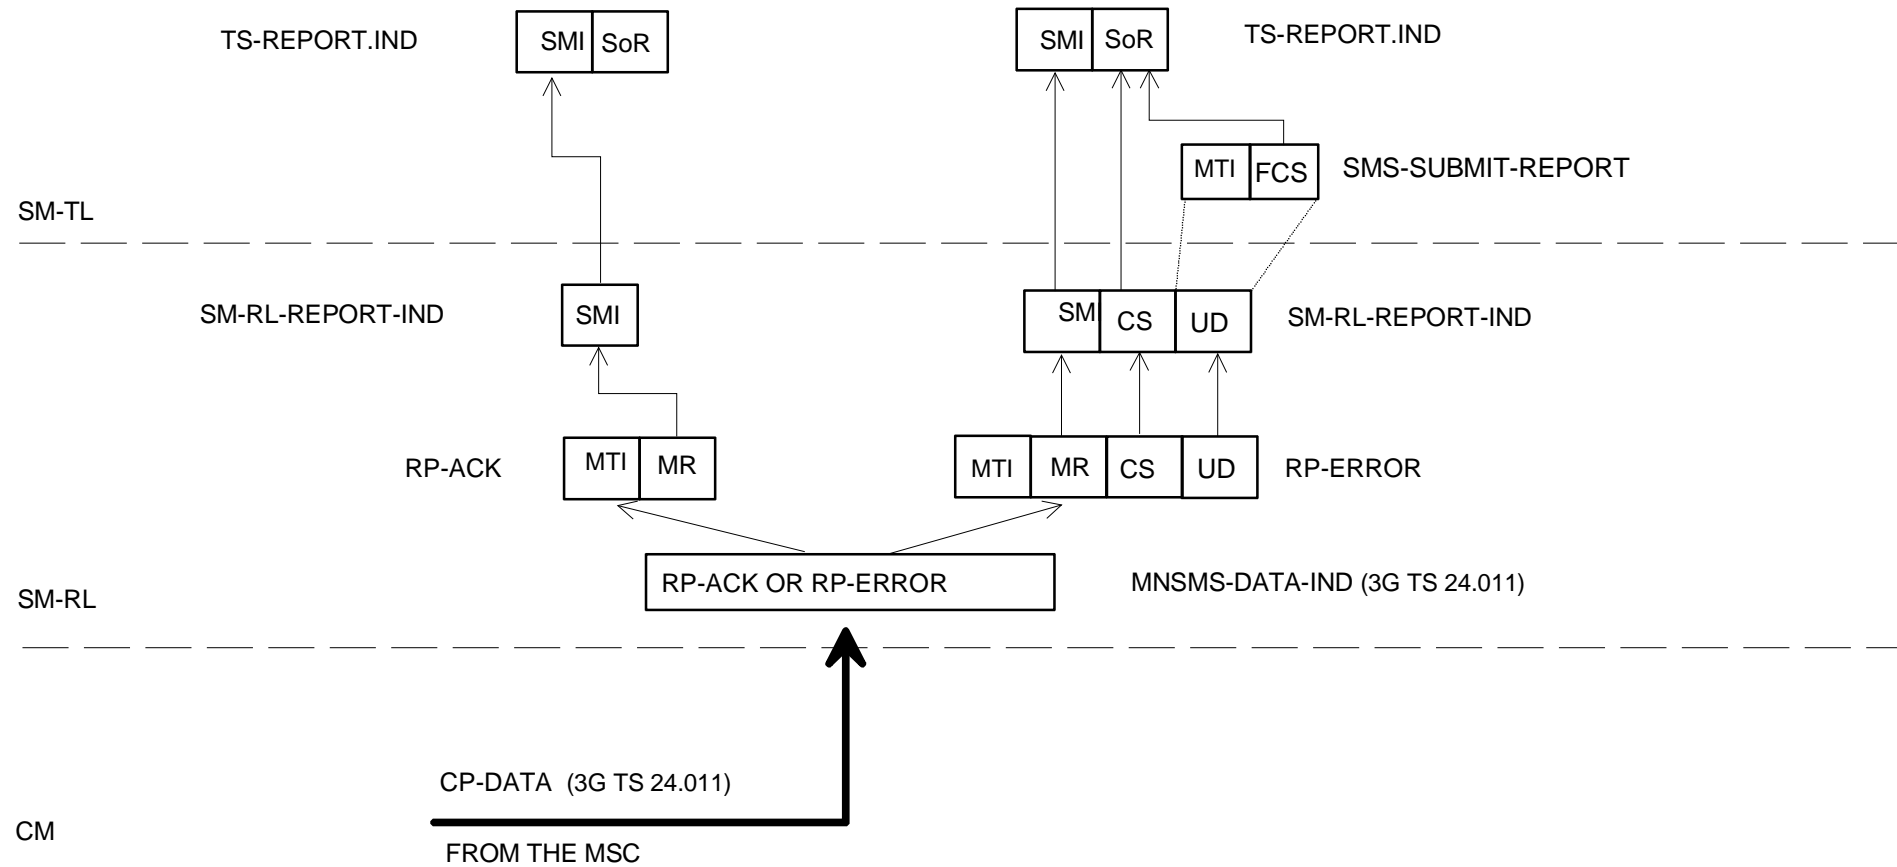 TS-REPORT.IND SMI SoR SMI SoR TS-REPORT.IND
MTI FCS SMS-SUBMIT-REPORT
SM-TL
SM-RL-REPORT-IND SMI SM CS UD SM-RL-REPORT-IND
RP-ACK MTI MR MTI MR CS UD RP-ERROR
RP-ACK OR RP-ERROR MNSMS-DATA-IND (3G TS 24.011)
SM-RL
CP-DATA (3G TS 24.011)
CM
FROM THE MSC